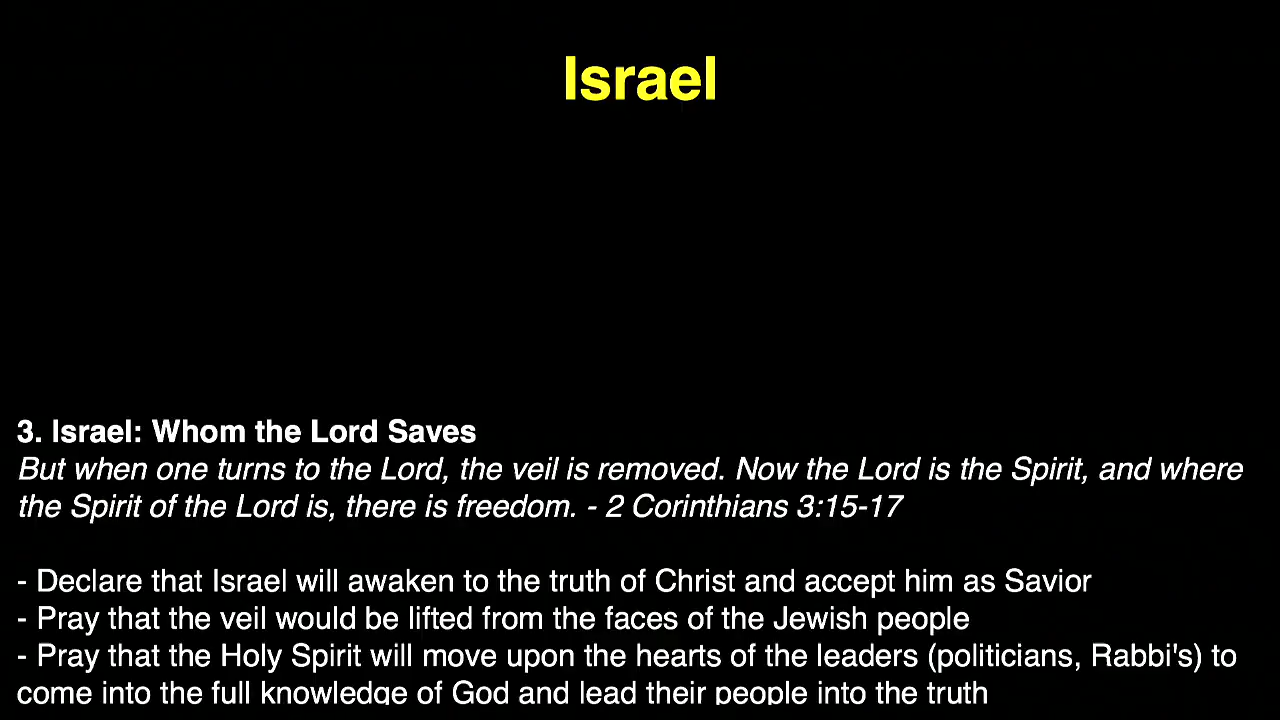 Israel
3. Israel: Whom the Lord Saves
But when one turns to the Lord, the veil is removed. Now the Lord is the Spirit, and where
the Spirit of the Lord is, there is freedom. - 2 Corinthians 3:15-17
- Declare that Israel will awaken to the truth of Christ and accept him as Savior
- Pray that the veil would be lifted from the faces of the Jewish people
- Pray that the Holy Spirit will move upon the hearts of the leaders (politicians, Rabbi's) to
come into the full knowledge of God and lead their people into the truth